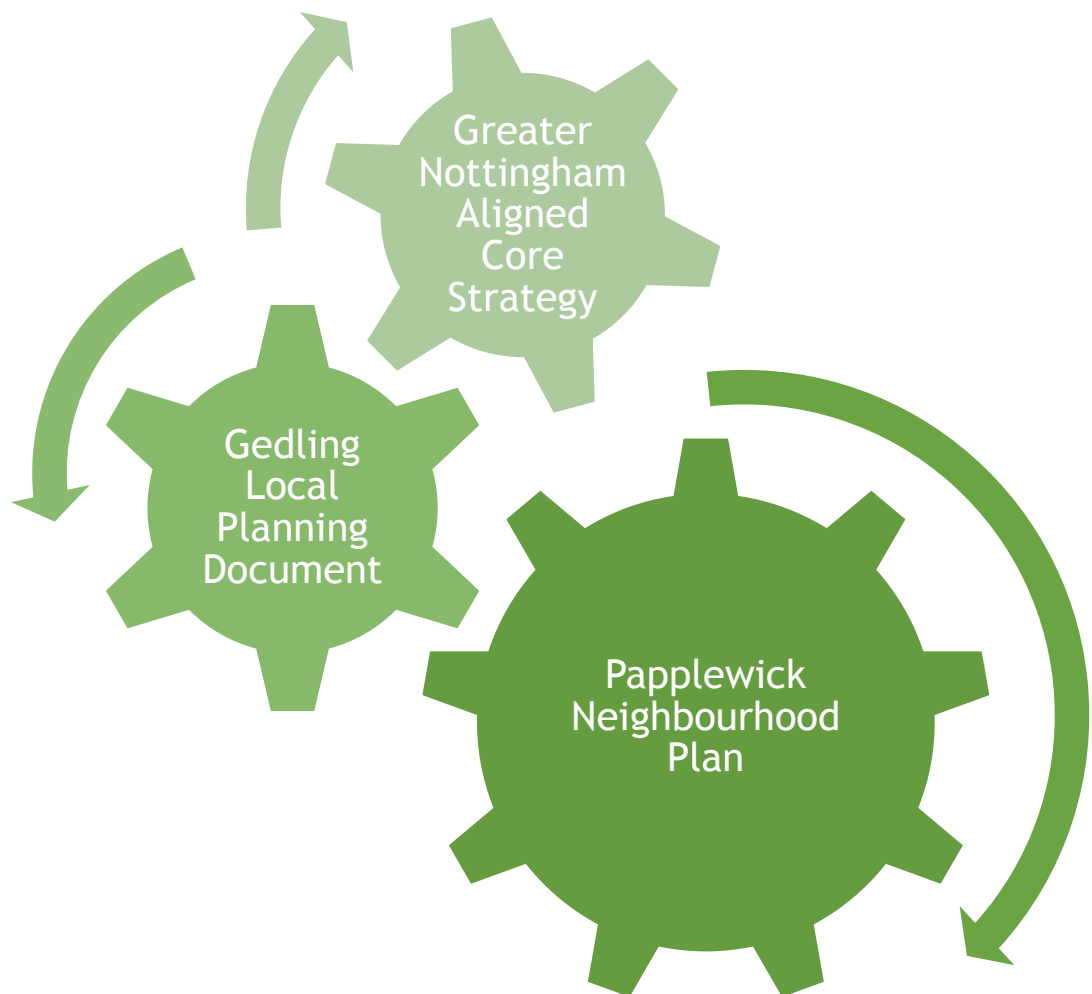 Greater
Nottingham
Aligned
Core
Strategy
Gedling
Local
Planning
Document
Papplewick
Neighbourhood
Plan